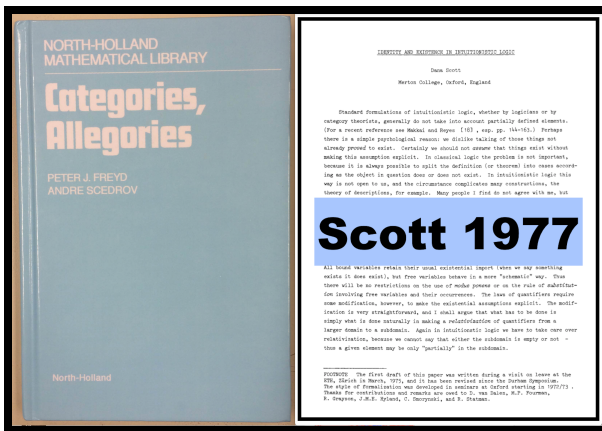 NORTH-HOLLAND
MATHEMATICAL LIBRARY
Categories,
Allegories
PETER J. FREYD
ANDRE SCEDROV
North-Holland
IDENTITY AND EXISTENCE IN INTUITIONISTIC LOGIC
Dana Scott
Merton College, Oxford, England
Standard formulations of intuitionistic logic, whether by logicians or by
category theorists, generally do not take into account partially defined elements.
(For a recent reference see Makkai and Reyes [18] , esp. pp. 144-163.) Perhaps
there is a simple psychological reason: we dislike talking of those things not
already proved to exist. Certainly we should not assume that things exist without
making this assumption explicit. In classical logic the problem is not important,
because it is always possible to split the definition (or theorem) into cases accord-
ing as the object in question does or does not exist. In intuitionistic logic this
way is not open to us, and the circumstance complicates many constructions, the
theory of descriptions, for example. Many people I find do not agree with me, but
Scott 1977
All bound variables retain their usual existential import (when we say something
exists it does exist), but free variables behave in a more "schematic" way. Thus
there will be no restrictions on the use of modus ponens or on the rule of substitut-
ion involving free variables and their occurrences. The laws of quantifiers require
some modification, however, to make the existential assumptions explicit. The modif-
ication is very straightforward, and I shall argue that what has to be done is
simply what is done naturally in making a relativization of quantifiers from a
larger domain to a subdomain. Again in intuitionistic logic we have to take care over
relativization, because we cannot say that either the subdomain is empty or not -
thus a given element may be only "partially" in the subdomain.
FOOTNOTE The first draft of this paper was written during a visit on leave at the
ETH, Zürich in March, 1975, and it has been revised since the Durham Symposium.
The style of formalization was developed in seminars at Oxford starting in 1972/73 .
Thanks for contributions and remarks are owed to D. van Dalen, M.P. Fourman,
R. Grayson, J.M.E. Hyland, C. Smorynski, and R. Statman.